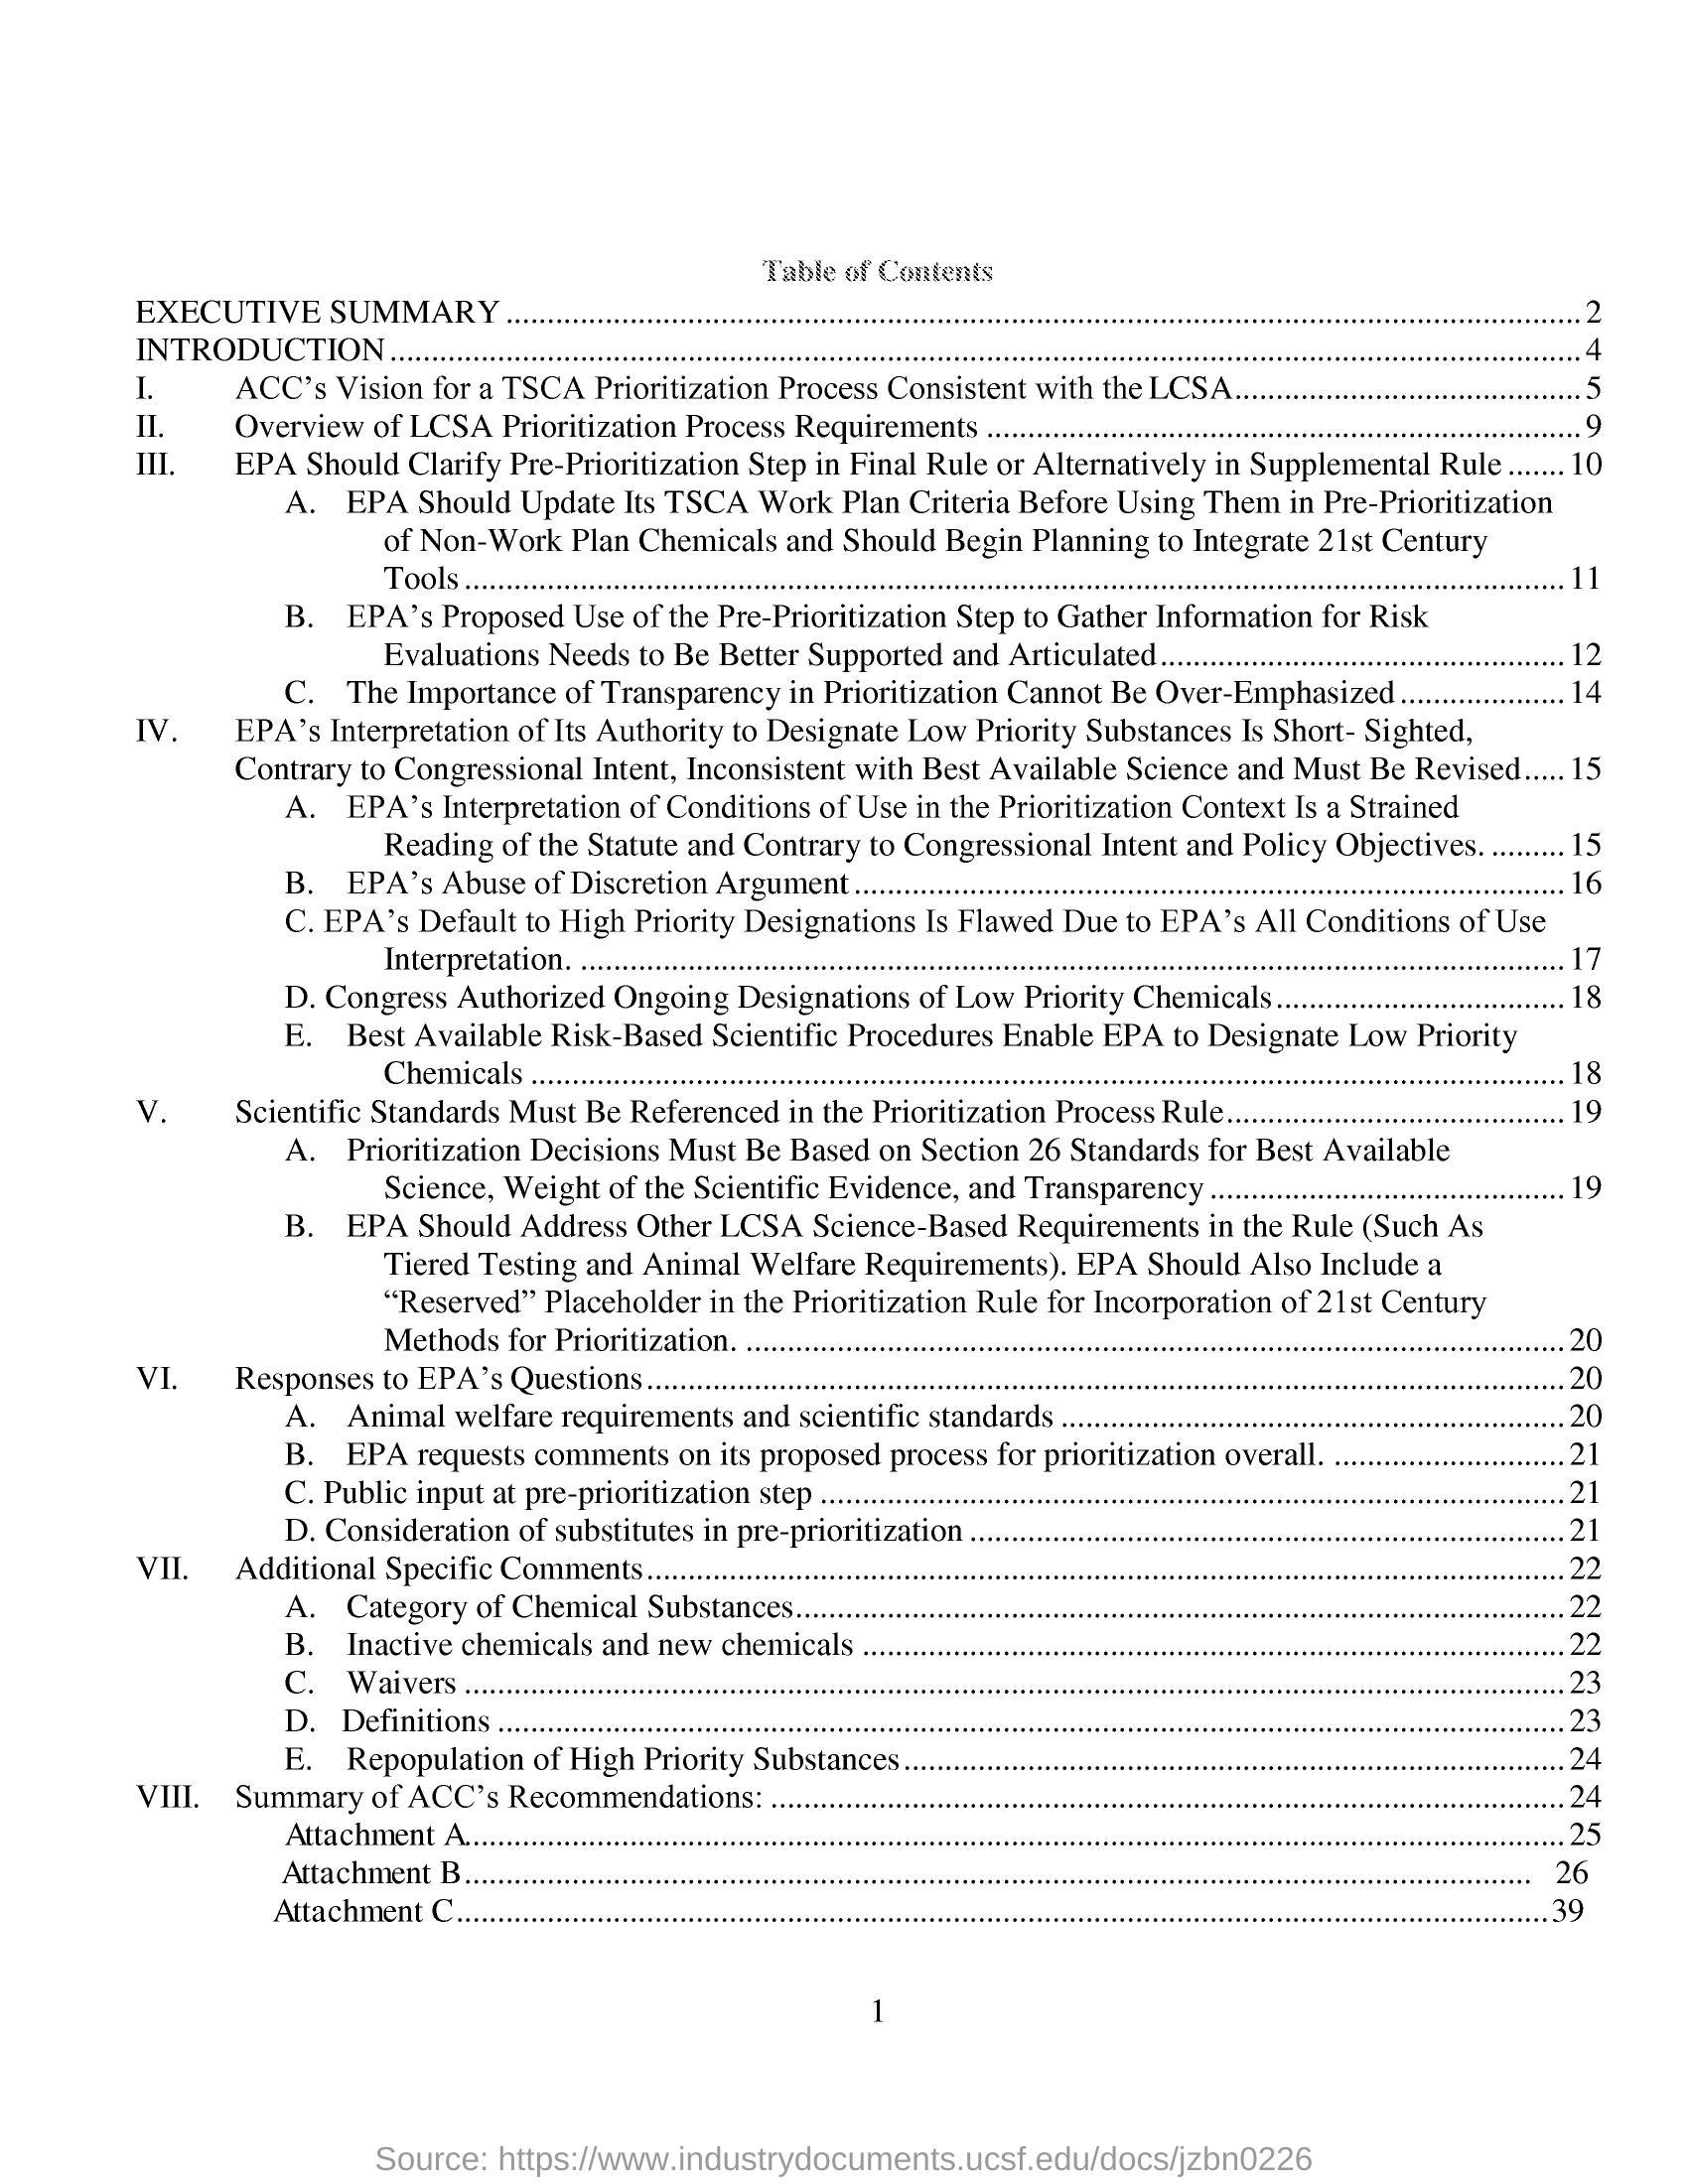 Table of Contents
EXECUTIVE SUMMARY ........ 2
INTRODUCTION ........ 4
I. ACC's Vision for a TSCA Prioritization Process Consistent with the LCSA ........ 5
II. Overview of LCSA Prioritization Process Requirements ........ 9
III. EPA Should Clarify Pre-Prioritization Step in Final Rule or Alternatively in Supplemental Rule ....... 10
A. EPA Should Update Its TSCA Work Plan Criteria Before Using Them in Pre-Prioritization
of Non-Work Plan Chemicals and Should Begin Planning to Integrate 21st Century
Tools ........ 11
B. EPA's Proposed Use of the Pre-Prioritization Step to Gather Information for Risk
Evaluations Needs to Be Better Supported and Articulated ........ 12
C. The Importance of Transparency in Prioritization Cannot Be Over-Emphasized ........ 14
IV. EPA's Interpretation of Its Authority to Designate Low Priority Substances Is Short- Sighted,
Contrary to Congressional Intent, Inconsistent with Best Available Science and Must Be Revised ..... 15
A. EPA's Interpretation of Conditions of Use in the Prioritization Context Is a Strained
Reading of the Statute and Contrary to Congressional Intent and Policy Objectives. ......... 15
B. EPA's Abuse of Discretion Argument ........ 16
C. EPA's Default to High Priority Designations Is Flawed Due to EPA's All Conditions of Use
Interpretation. ........ 17
D. Congress Authorized Ongoing Designations of Low Priority Chemicals ........ 18
E. Best Available Risk-Based Scientific Procedures Enable EPA to Designate Low Priority
Chemicals ........ 18
V. Scientific Standards Must Be Referenced in the Prioritization Process Rule ........ 19
A. Prioritization Decisions Must Be Based on Section 26 Standards for Best Available
Science, Weight of the Scientific Evidence, and Transparency ........ 19
B. EPA Should Address Other LCSA Science-Based Requirements in the Rule (Such As
Tiered Testing and Animal Welfare Requirements). EPA Should Also Include a
“Reserved” Placeholder in the Prioritization Rule for Incorporation of 21st Century
Methods for Prioritization. ........ 20
VI. Responses to EPA's Questions ........ 20
A. Animal welfare requirements and scientific standards ........ 20
B. EPA requests comments on its proposed process for prioritization overall. ........ 21
C. Public input at pre-prioritization step ........ 21
D. Consideration of substitutes in pre-prioritization ........ 21
VII. Additional Specific Comments ........ 22
A. Category of Chemical Substances ........ 22
B. Inactive chemicals and new chemicals ........ 22
C. Waivers ........ 23
D. Definitions ........ 23
E. Repopulation of High Priority Substances ........ 24
VIII. Summary of ACC's Recommendations: ........ 24
Attachment A ........ 25
Attachment B ........ 26
Attachment C ........ 39
1
Source: https://www.industrydocuments.ucsf.edu/docs/jzbn0226